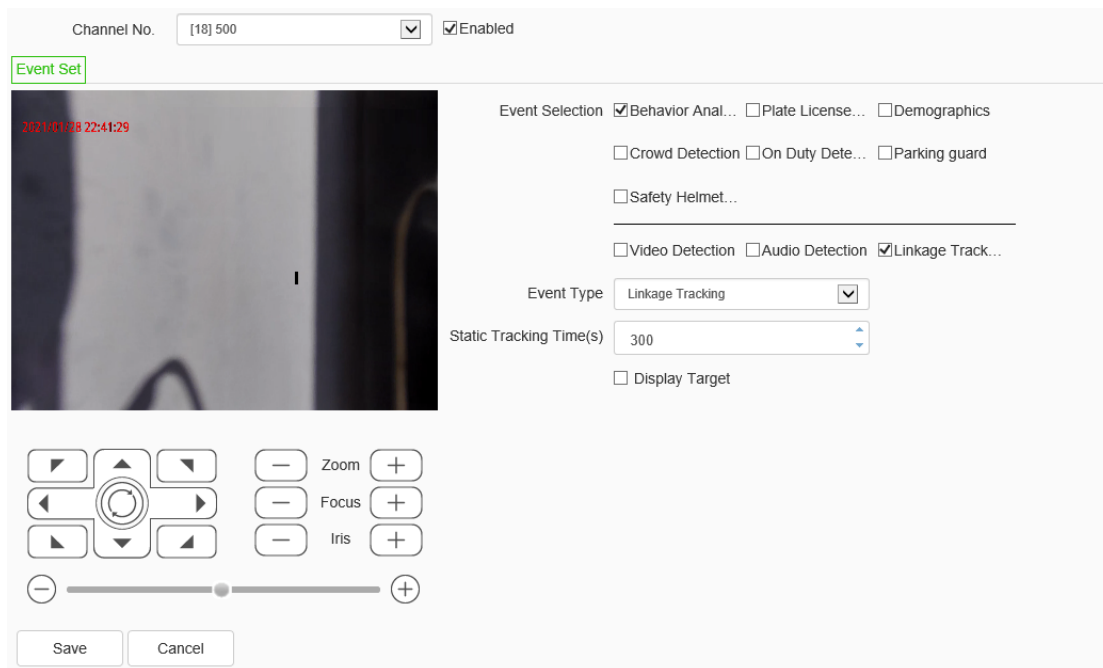 Channel No. [18] 500 Enabled
Event Set
2021/01/28 22:41:29
Event Selection Behavior Anal... Plate License... Demographics
Crowd Detection On Duty Dete... Parking guard
Safety Helmet...
Video Detection Audio Detection Linkage Track...
Event Type Linkage Tracking
Static Tracking Time(s) 300
Display Target
Zoom
Focus
Iris
Save Cancel